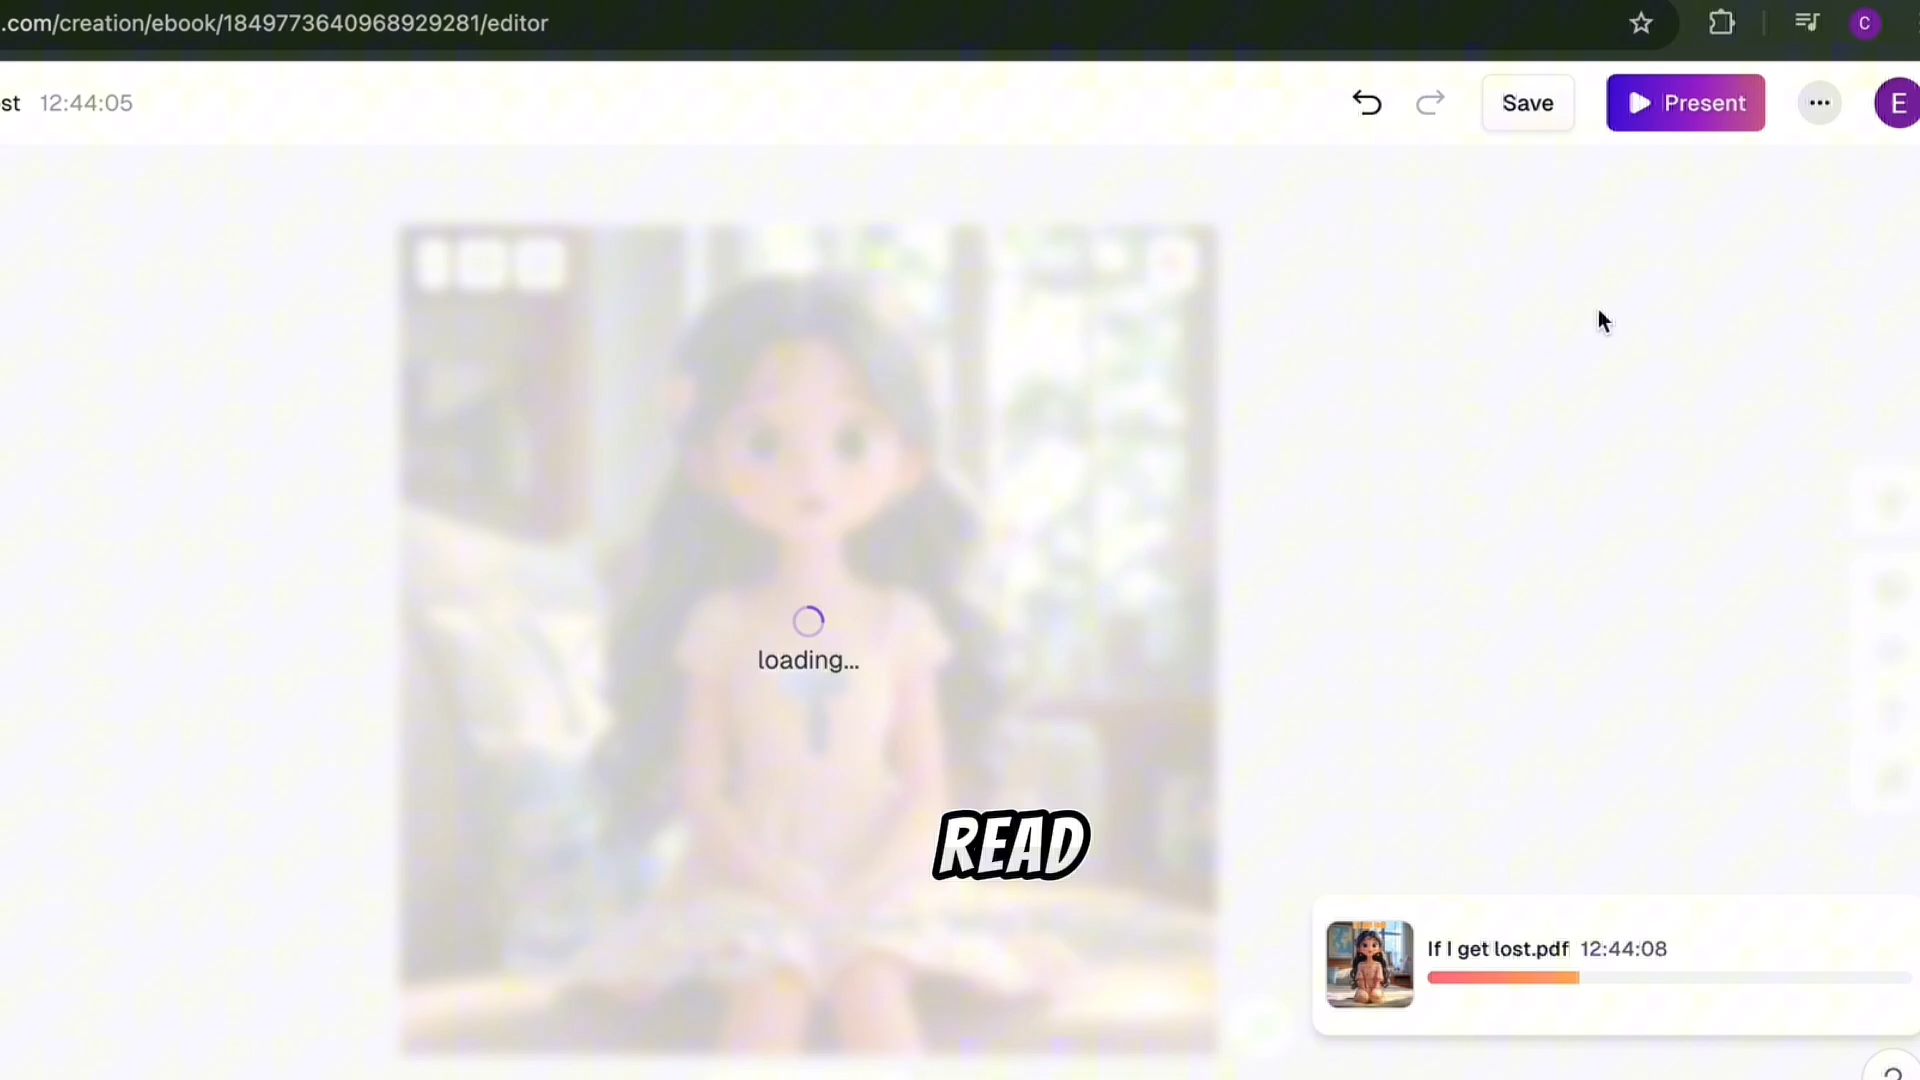 .com/creation/ebook/1849773640968929281/editor
C
st 12:44:05
Save
Present
E
loading...
READ
If I get lost.pdf 12:44:08